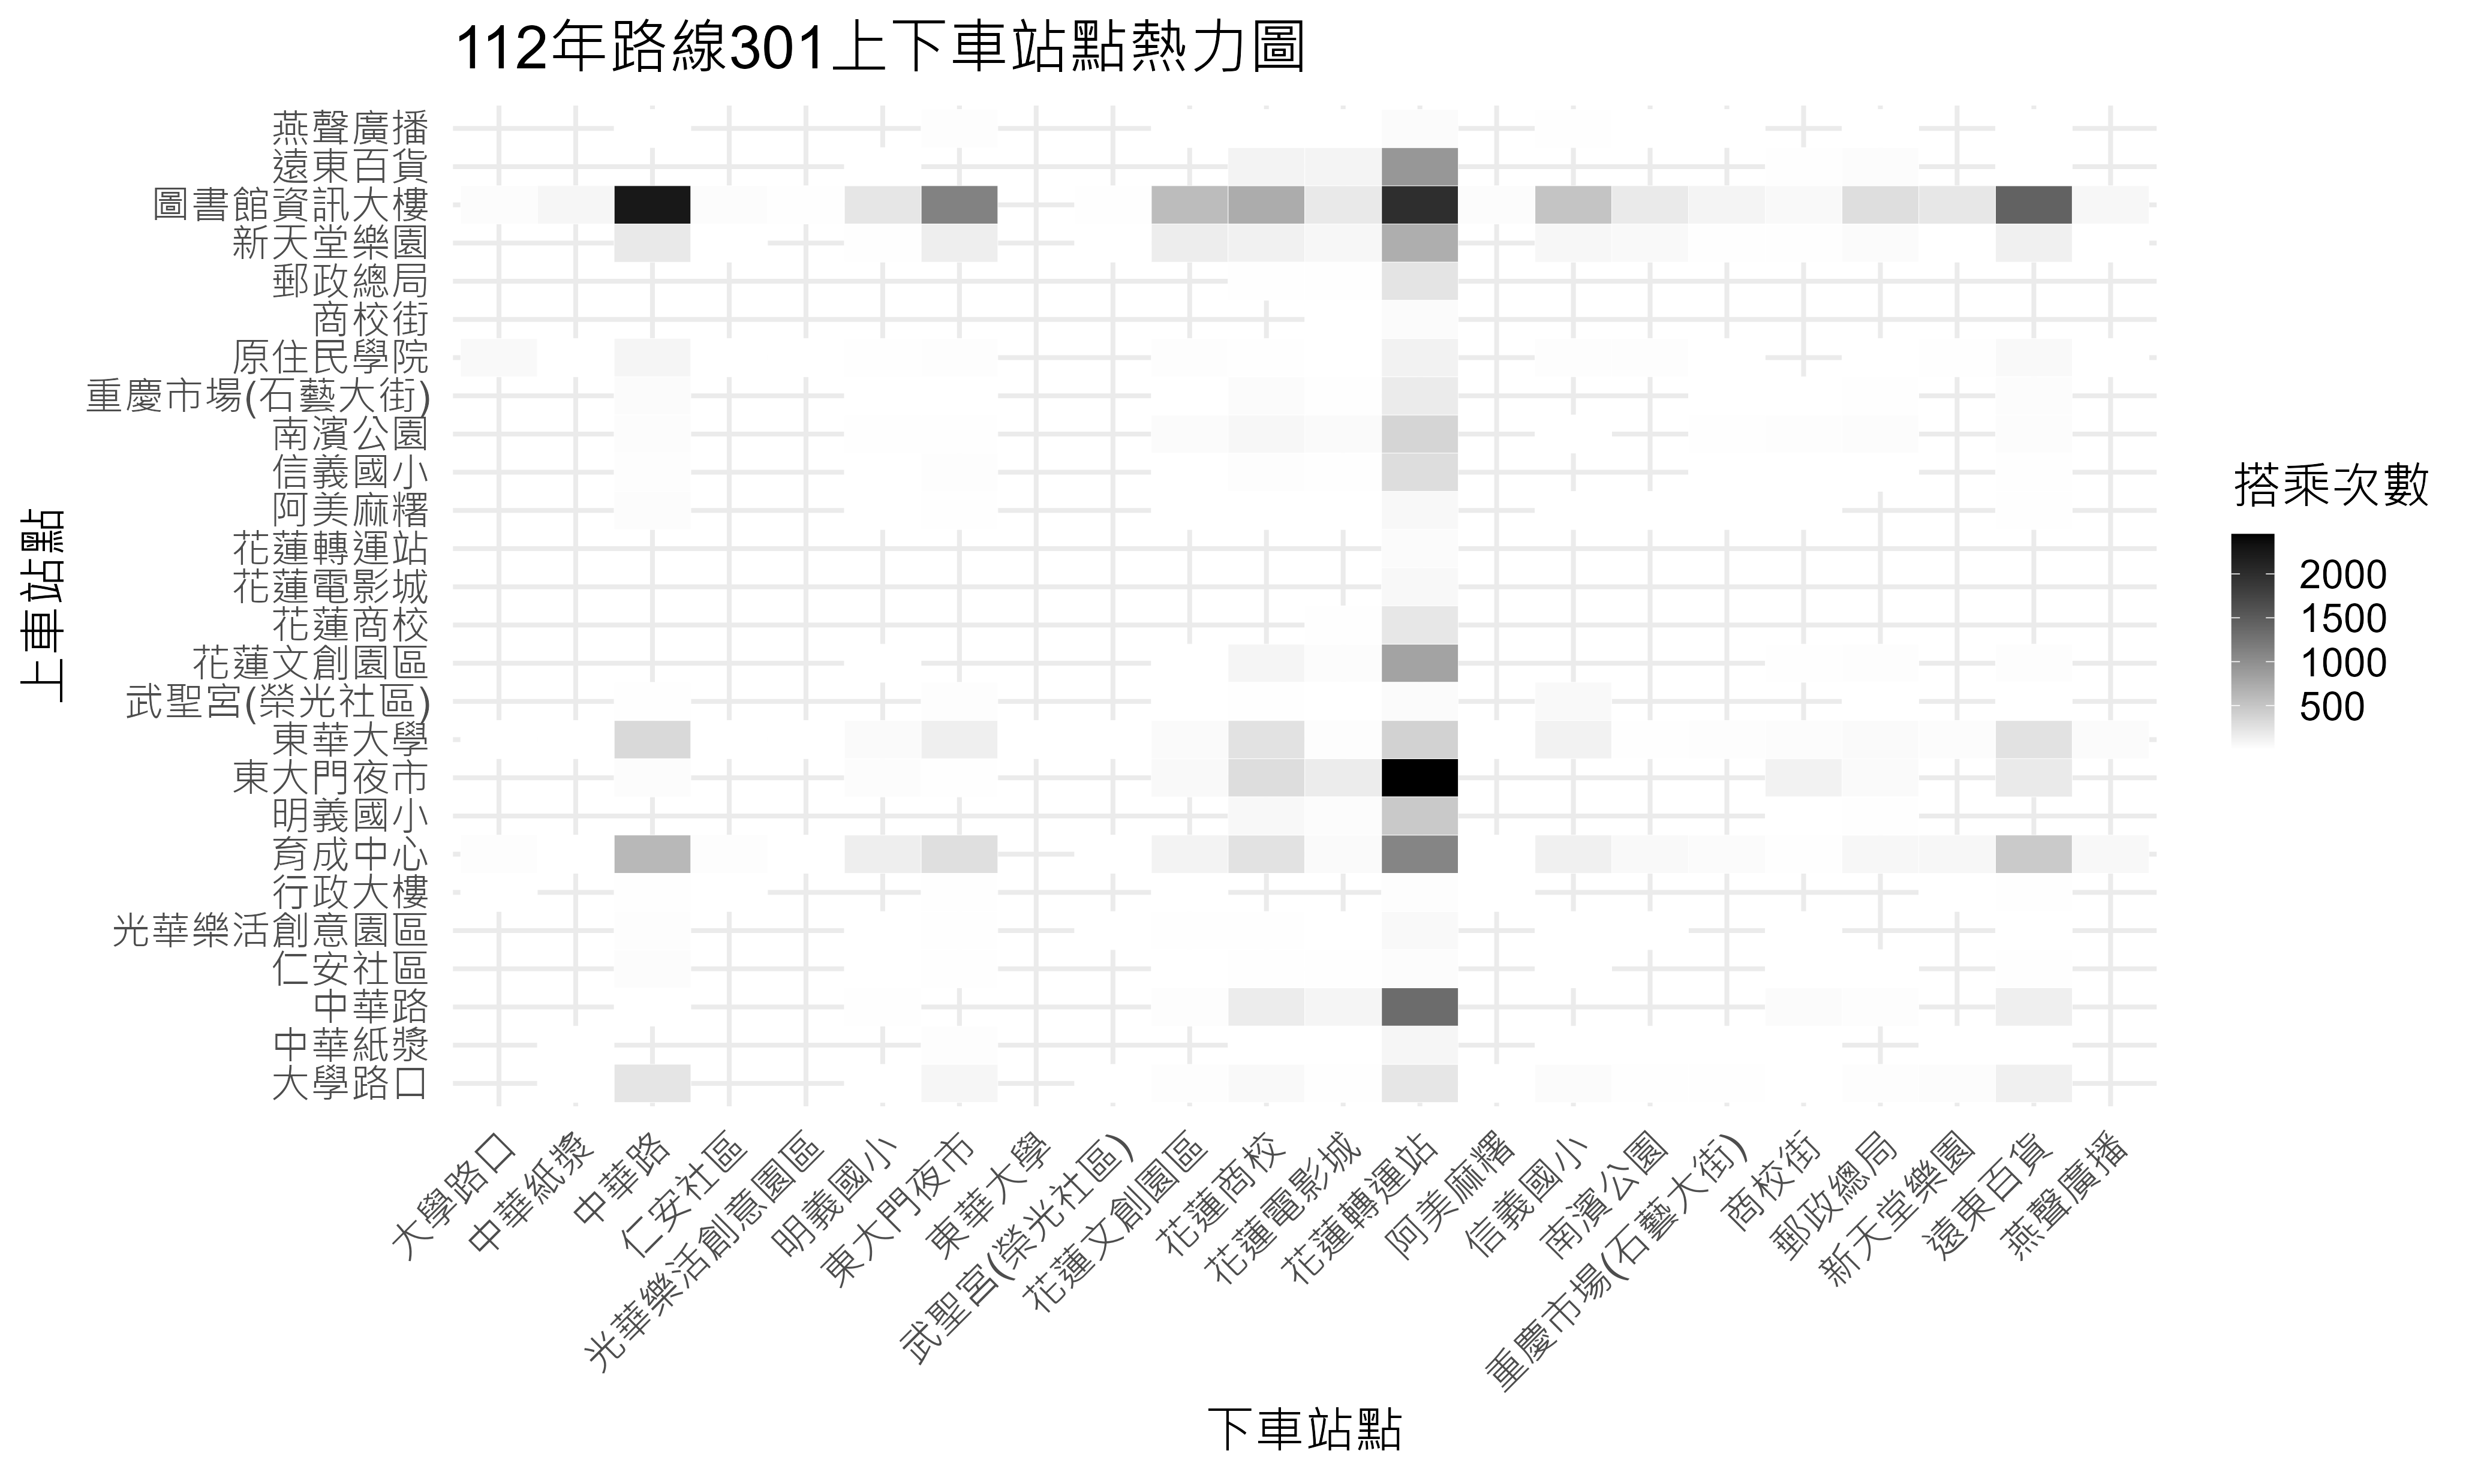 112年路線301上下車站點熱力圖
燕聲廣播
遠東百貨
圖書館資訊大樓
新天堂樂園
郵政總局
商校街
原住民學院
重慶市場(石藝大街)
南濱公園
信義國小
阿美麻糬
花蓮轉運站
花蓮電影城
花蓮商校
花蓮文創園區
武聖宮(榮光社區)
東華大學
東大門夜市
明義國小
育成中心
行政大樓
光華樂活創意園區
仁安社區
中華路
中華紙漿
大學路口
上車站點
大學路口
中華紙漿
中華路
仁安社區
光華樂活創意園區
明義國小
東大門夜市
東華大學
武聖宮(榮光社區)
花蓮文創園區
花蓮商校
花蓮電影城
花蓮轉運站
阿美麻糬
信義國小
南濱公園
重慶市場(石藝大街)
商校街
郵政總局
新天堂樂園
遠東百貨
燕聲廣播
下車站點
搭乘次數
2000
1500
1000
500